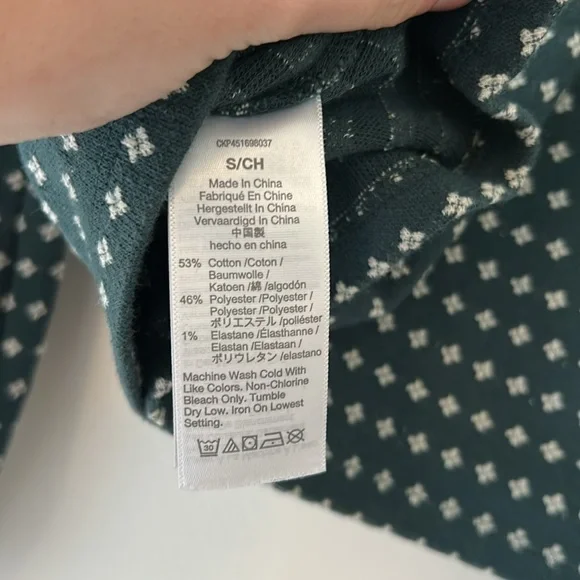 CKP451698037
S/CH
Made In China
Fabriqué En Chine
Hergestellt In China
Vervaardigd In China
中国製
hecho en china
53% Cotton /Coton /
Baumwolle /
Katoen /綿 /algodón
46% Polyester /Polyester /
Polyester /Polyester /
ポリエステル /poliéster
1% Elastane /Élasthanne /
Elastan /Elastaan /
ポリウレタン /elastano
Machine Wash Cold With
Like Colors. Non-Chlorine
Bleach Only. Tumble
Dry Low. Iron On Lowest
Setting.
30